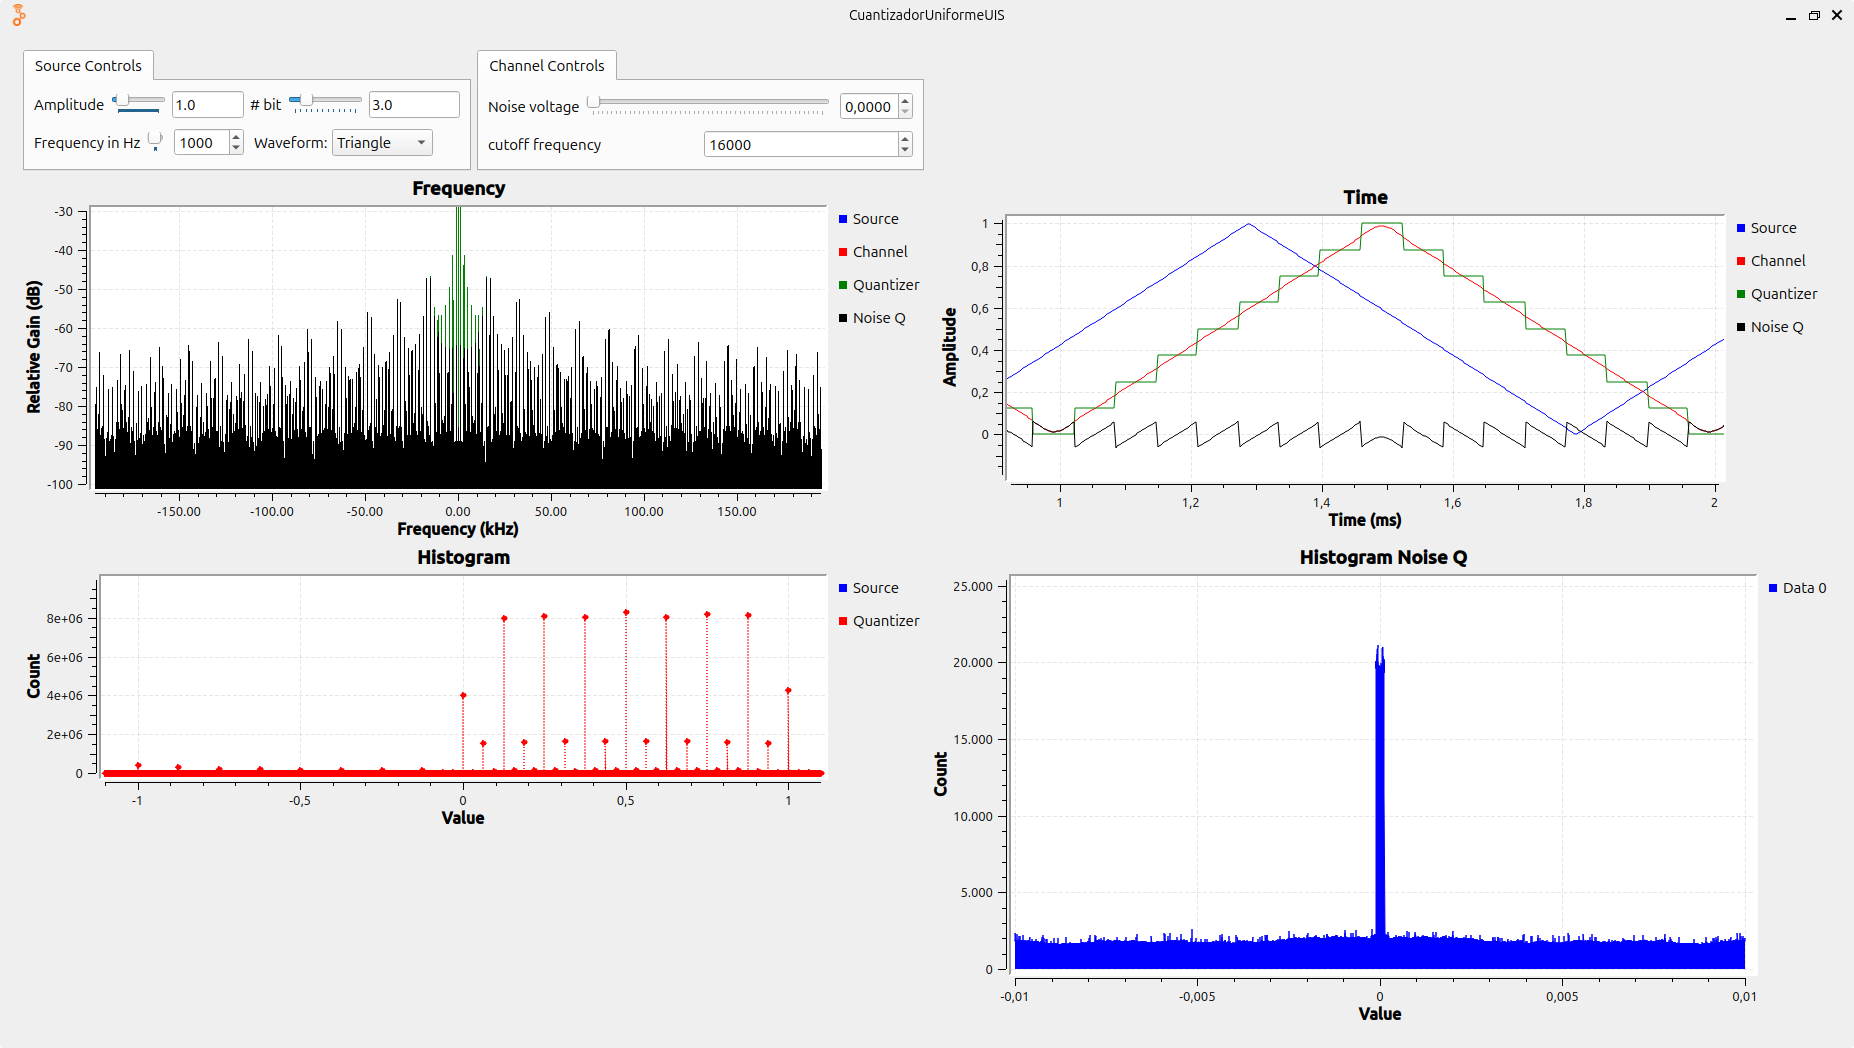 CuantizadorUniformeUIS
Source Controls
Amplitude 1.0 # bit 3.0
Frequency in Hz 1000 Waveform: Triangle
Channel Controls
Noise voltage 0,0000
cutoff frequency 16000
Frequency
Relative Gain (dB)
-30
-40
-50
-60
-70
-80
-90
-100
-150.00 -100.00 -50.00 0.00 50.00 100.00 150.00
Frequency (kHz)
Source
Channel
Quantizer
Noise Q
Time
Amplitude
1
0,8
0,6
0,4
0,2
0
1 1,2 1,4 1,6 1,8 2
Time (ms)
Source
Channel
Quantizer
Noise Q
Histogram
Count
8e+06
6e+06
4e+06
2e+06
0
-1 -0,5 0 0,5 1
Value
Source
Quantizer
Histogram Noise Q
Count
25.000
20.000
15.000
10.000
5.000
0
-0,01 -0,005 0 0,005 0,01
Value
Data 0